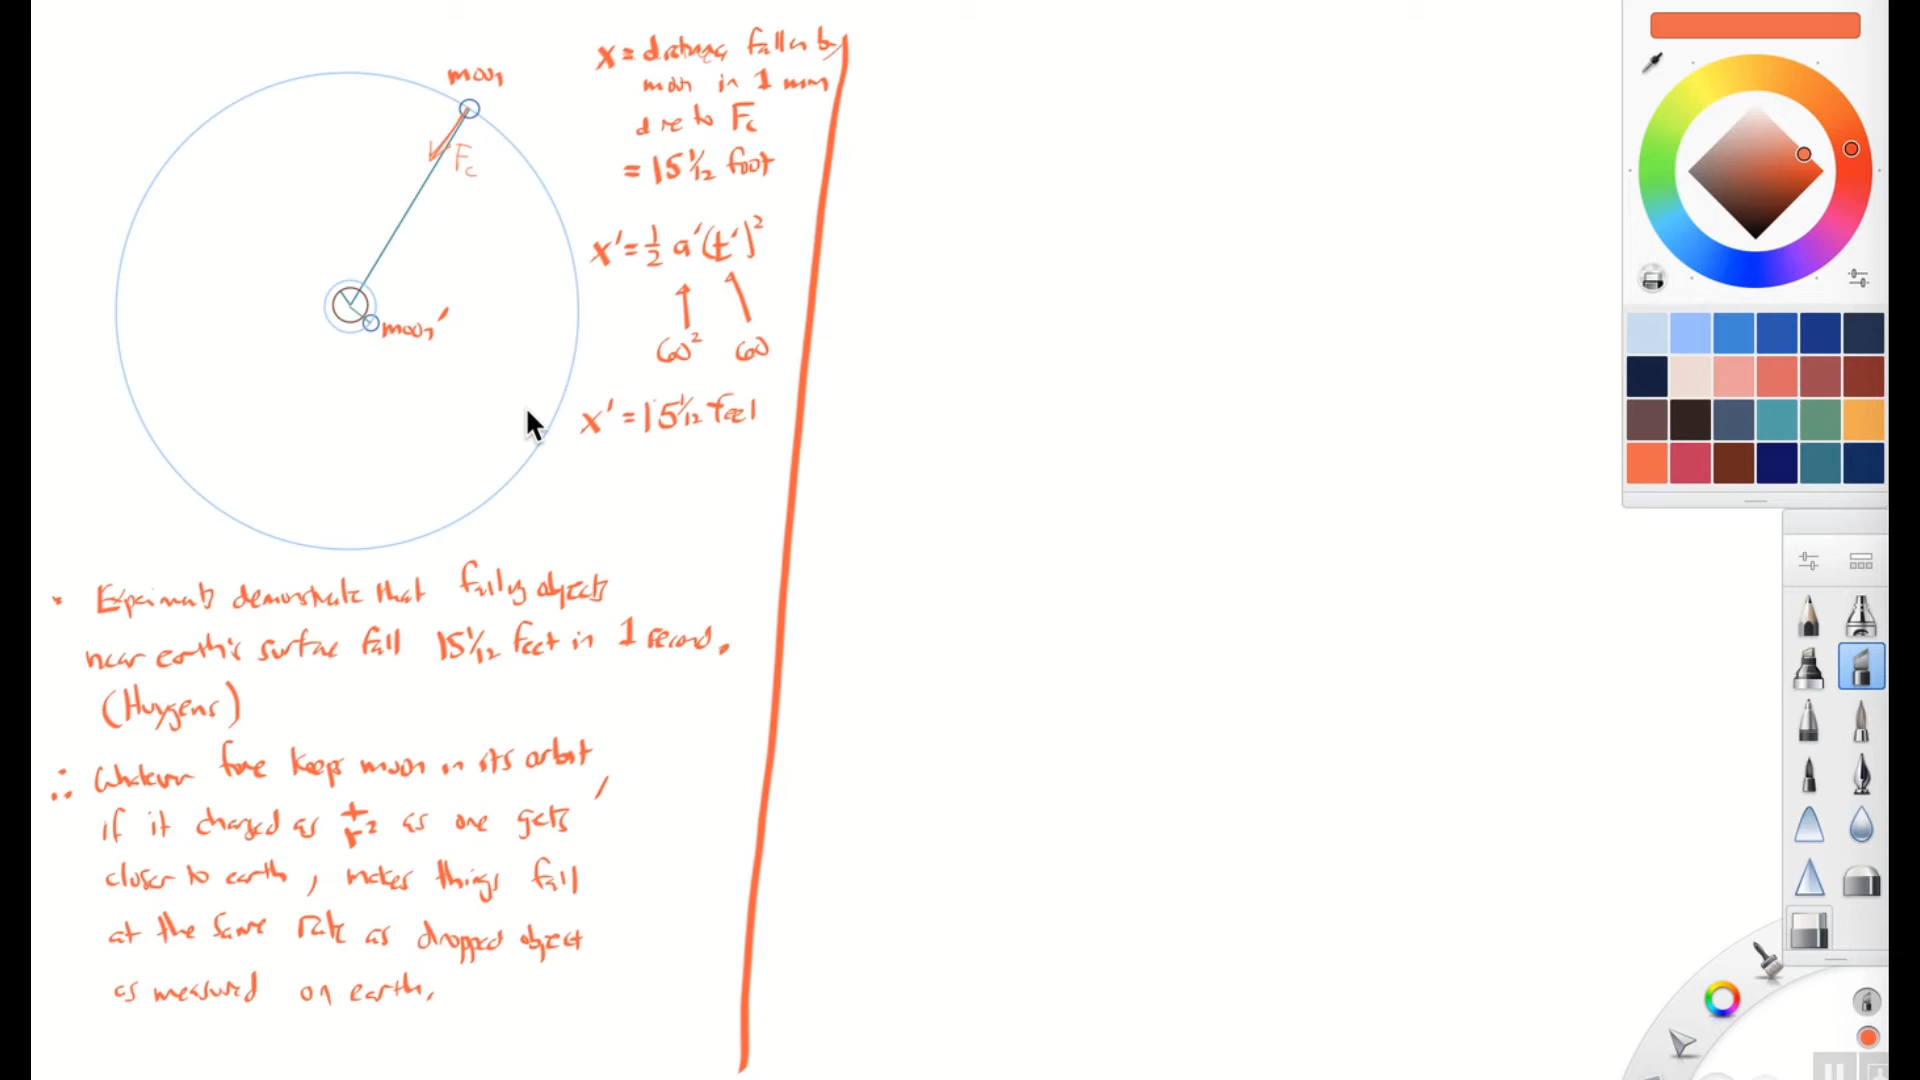 moon
Fc
moon'
x = distance fallen by
moon in 1 min
due to Fc
= 15 1/12 foot
x' = 1/2 a' (t')²
60² 60
x' = 15 1/12 feet
• Experiments demonstrate that falling objects
near earth's surface fall 15 1/12 feet in 1 second.
(Huygens)
∴ Whatever force keeps moon in its orbit,
if it changed as 1/r² as one gets
closer to earth, makes things fall
at the same rate as dropped object
as measured on earth.